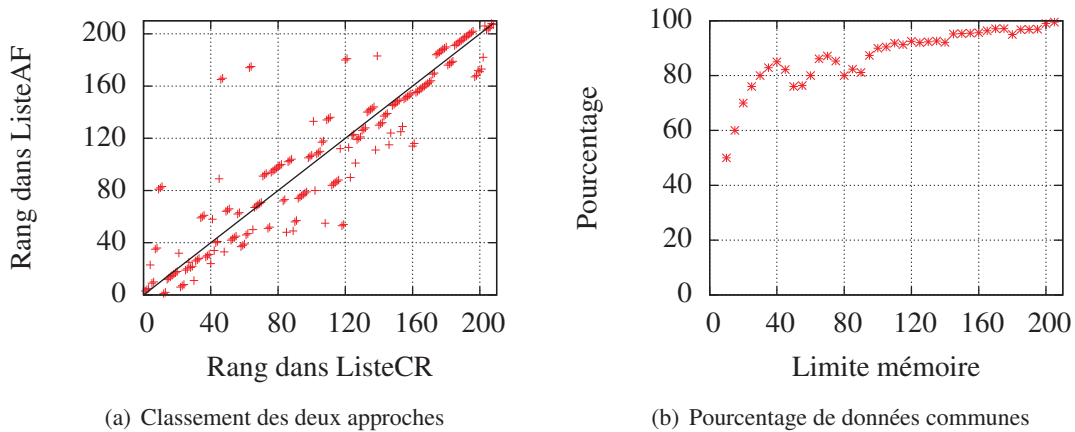 Rang dans ListeAF
200
160
120
80
40
0
0 40 80 120 160 200
Rang dans ListeCR
(a) Classement des deux approches
Pourcentage
100
80
60
40
20
0
0 40 80 120 160 200
Limite mémoire
(b) Pourcentage de données communes